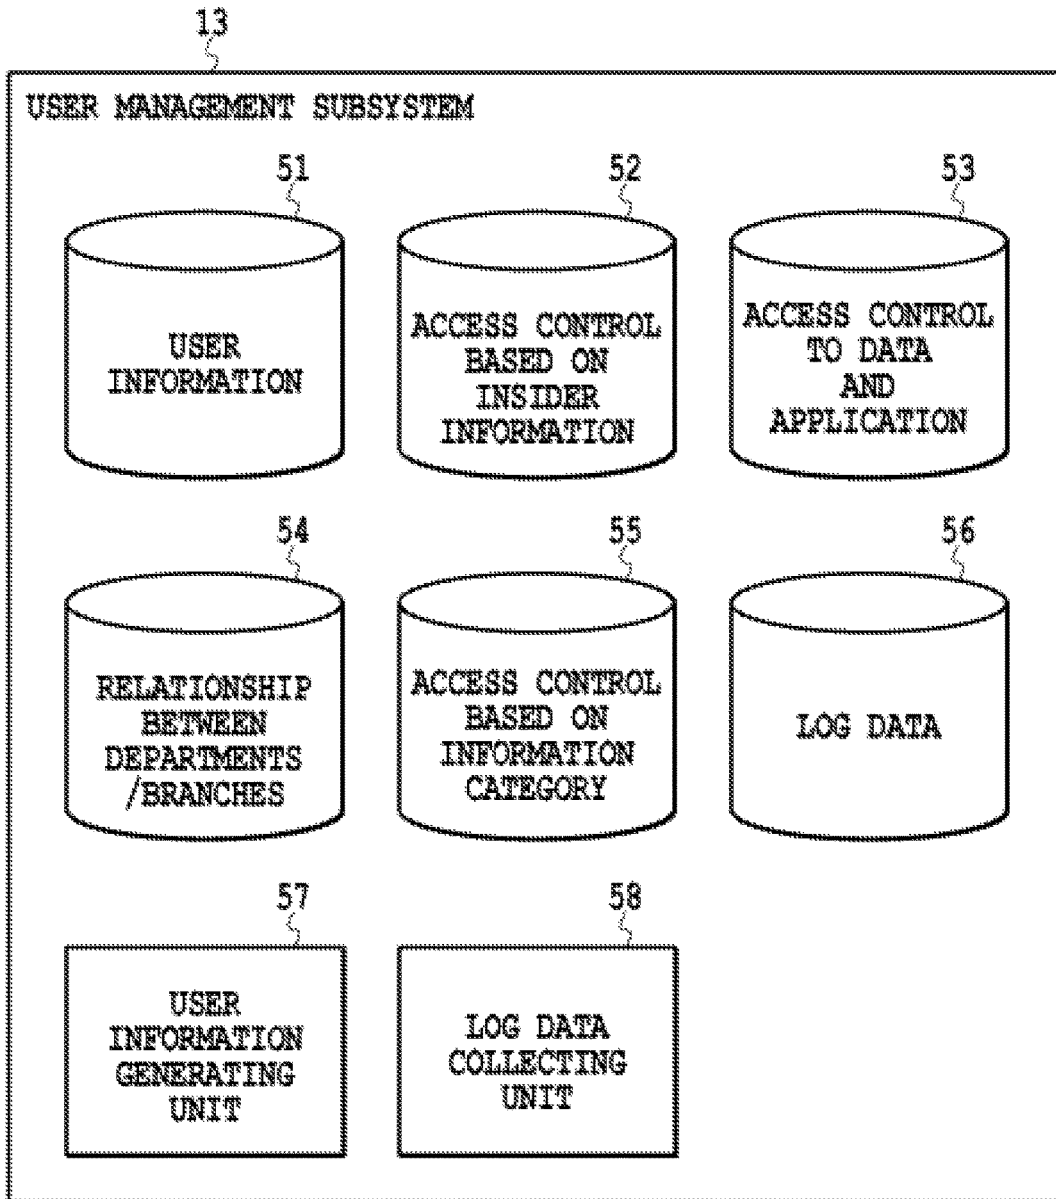 13
USER MANAGEMENT SUBSYSTEM
51
USER
INFORMATION
52
ACCESS CONTROL
BASED ON
INSIDER
INFORMATION
53
ACCESS CONTROL
TO DATA
AND
APPLICATION
54
RELATIONSHIP
BETWEEN
DEPARTMENTS
/BRANCHES
55
ACCESS CONTROL
BASED ON
INFORMATION
CATEGORY
56
LOG DATA
57
USER
INFORMATION
GENERATING
UNIT
58
LOG DATA
COLLECTING
UNIT